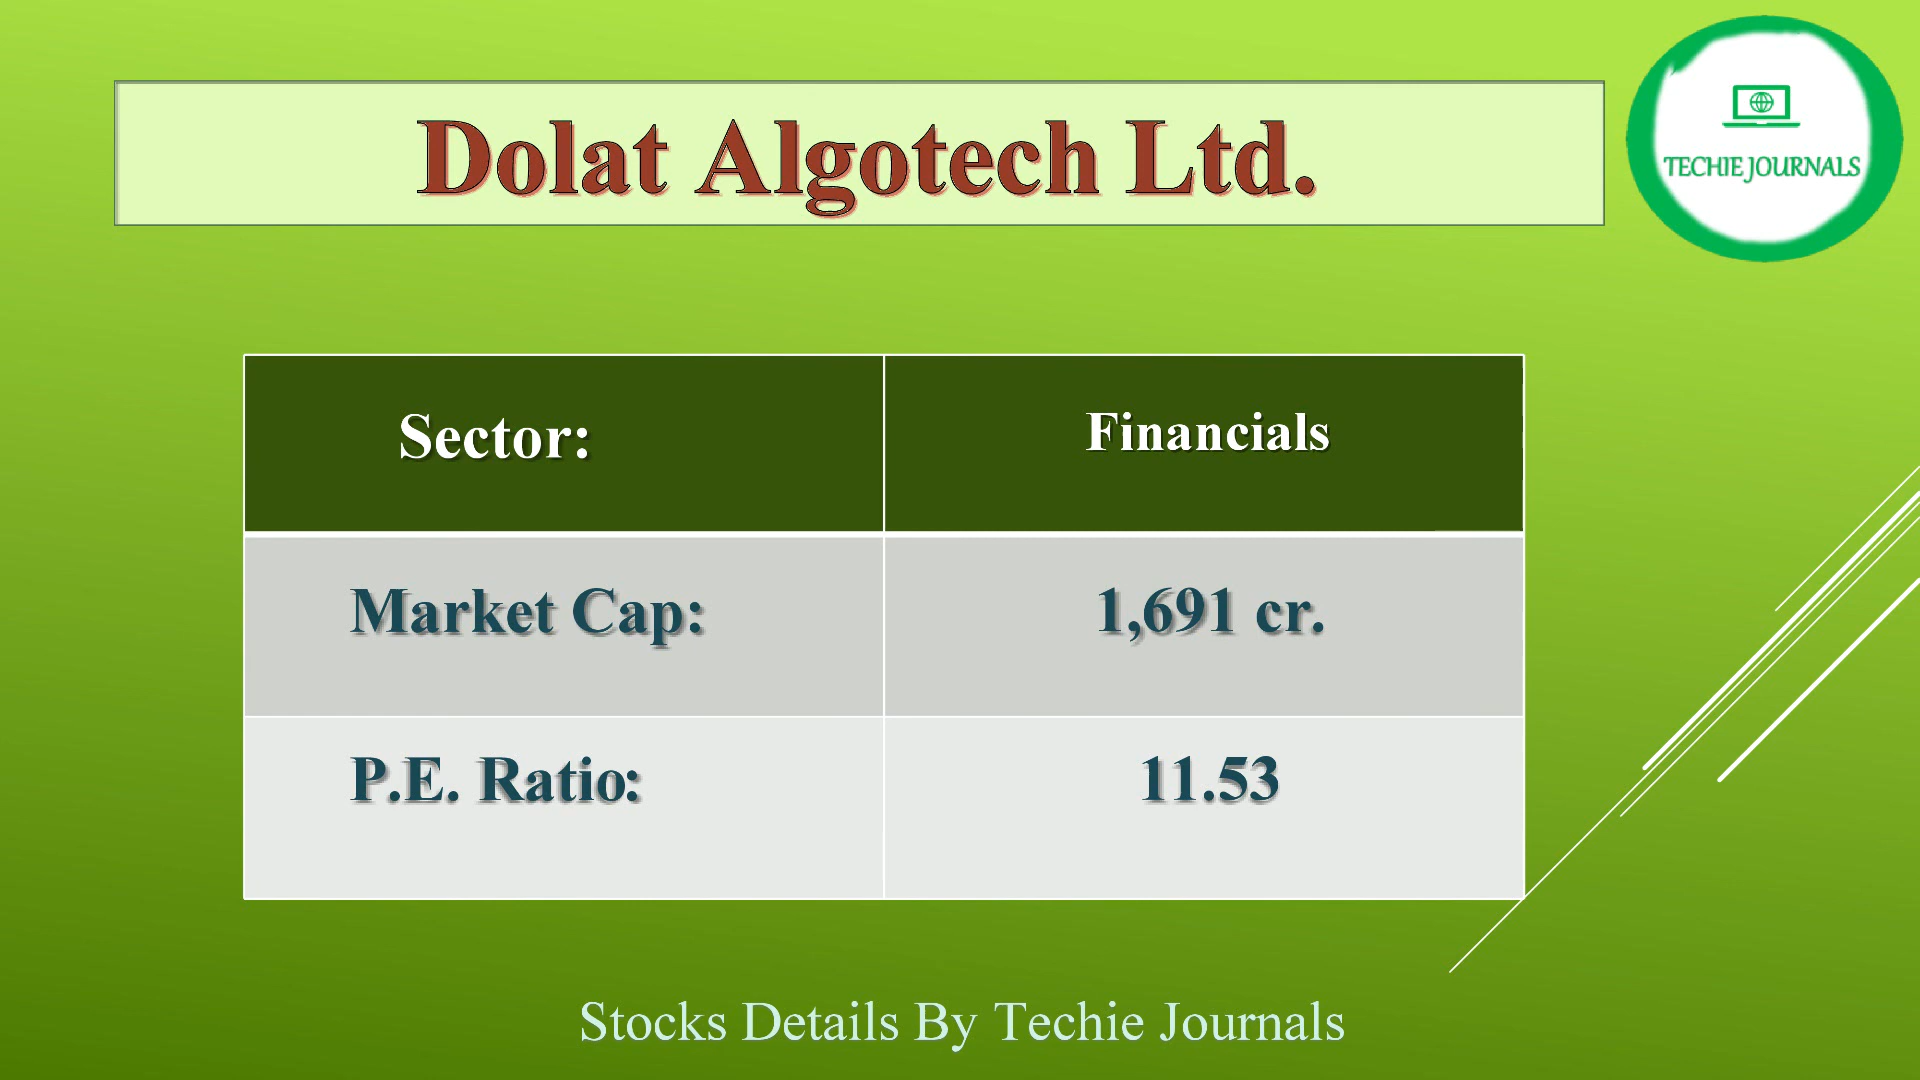 Dolat Algotech Ltd.
TECHIE JOURNALS
Sector: Financials
Market Cap: 1,691 cr.
P.E. Ratio: 11.53
Stocks Details By Techie Journals